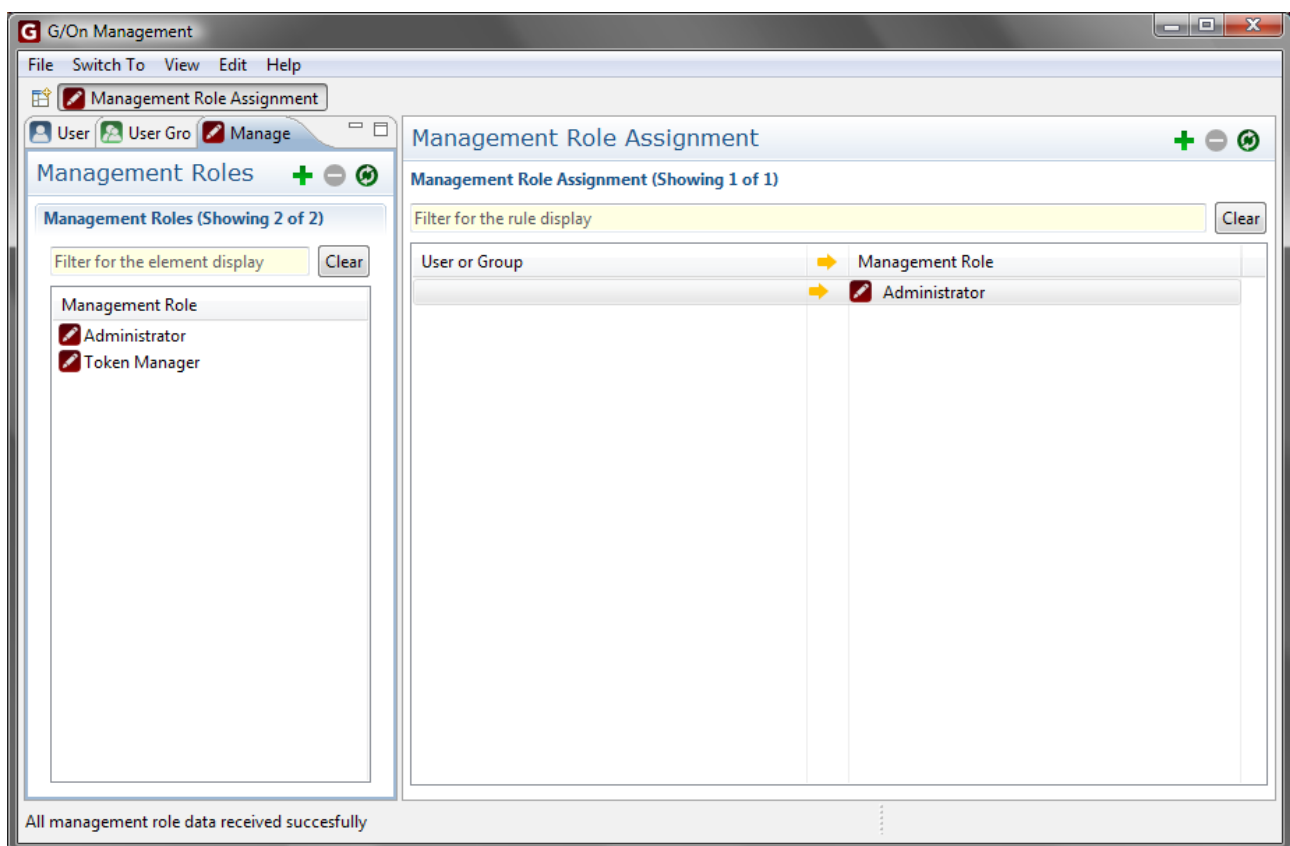 G G/On Management
File Switch To View Edit Help
Management Role Assignment
User User Gro Manage
Management Roles
Management Roles (Showing 2 of 2)
Filter for the element display Clear
Management Role
Administrator
Token Manager
Management Role Assignment
Management Role Assignment (Showing 1 of 1)
Filter for the rule display Clear
User or Group Management Role
Administrator
All management role data received succesfully